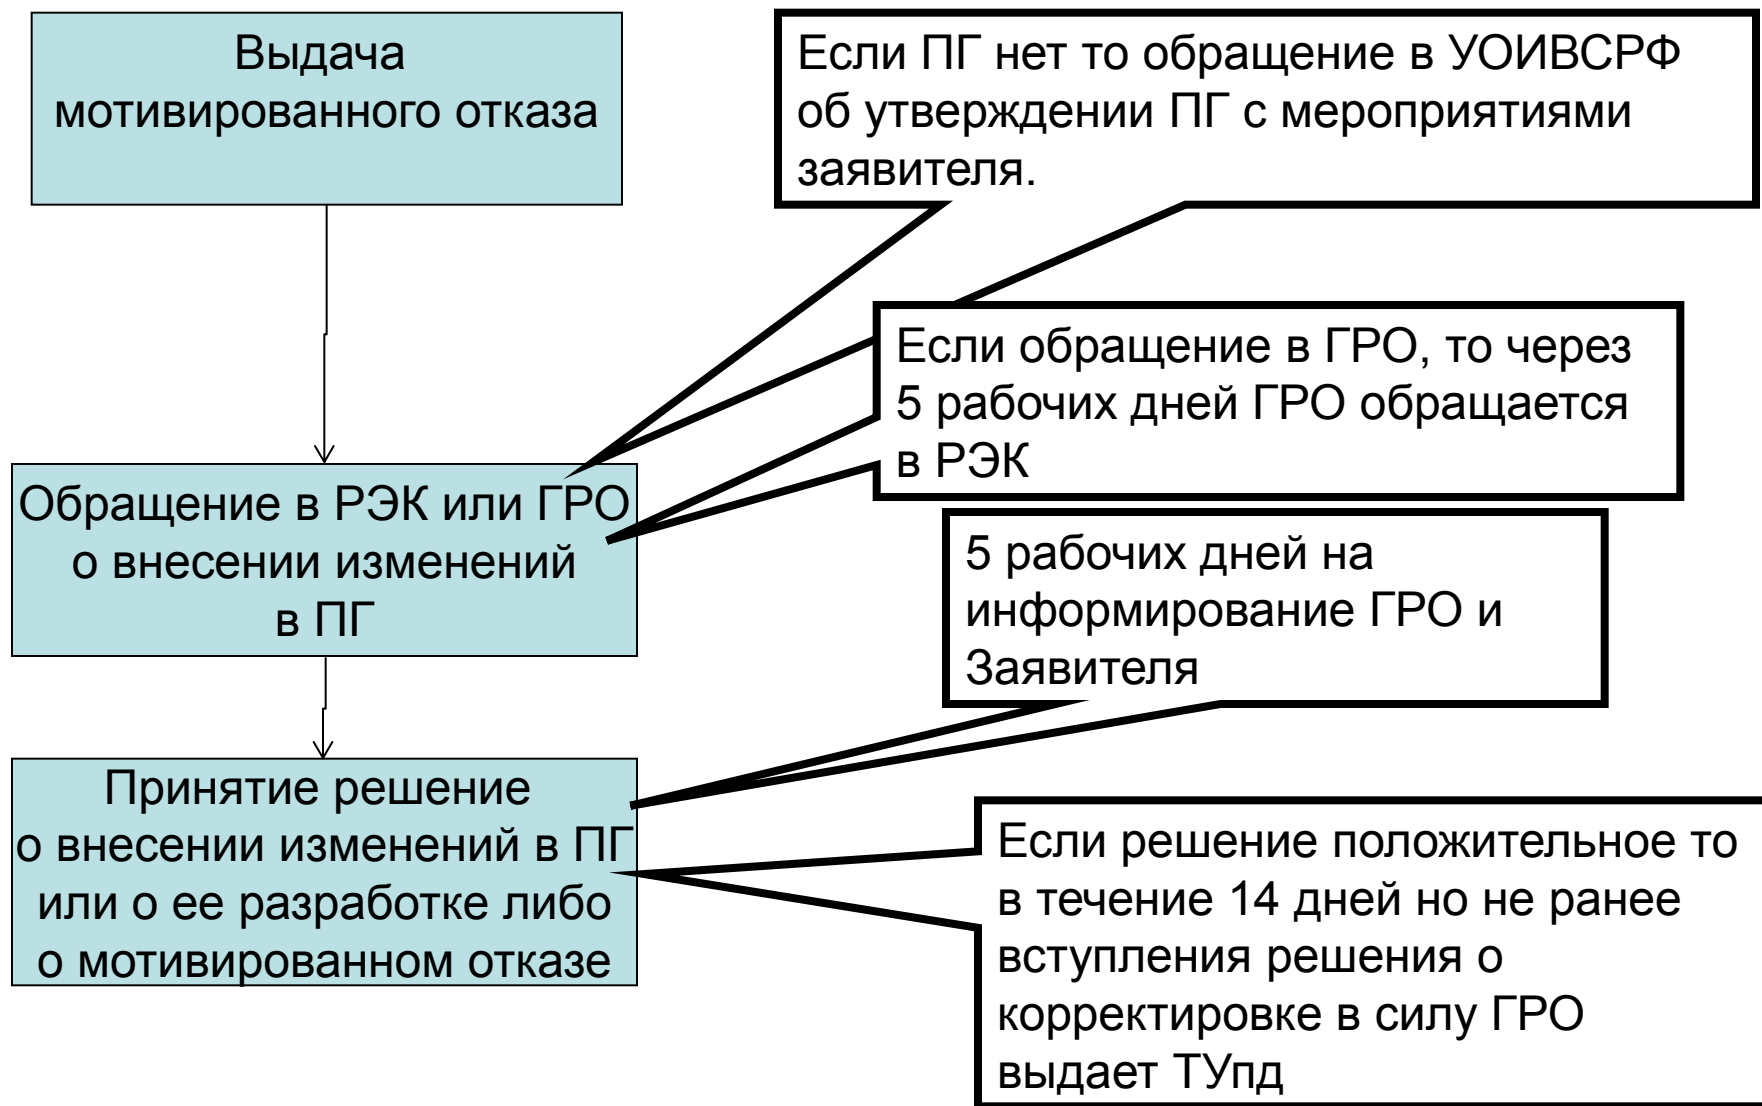 Выдача
мотивированного отказа
Если ПГ нет то обращение в УОИВСРФ
об утверждении ПГ с мероприятиями
заявителя.
Если обращение в ГРО, то через
5 рабочих дней ГРО обращается
в РЭК
Обращение в РЭК или ГРО
о внесении изменений
в ПГ
5 рабочих дней на
информирование ГРО и
Заявителя
Принятие решение
о внесении изменений в ПГ
или о ее разработке либо
о мотивированном отказе
Если решение положительное то
в течение 14 дней но не ранее
вступления решения о
корректировке в силу ГРО
выдает ТУпд